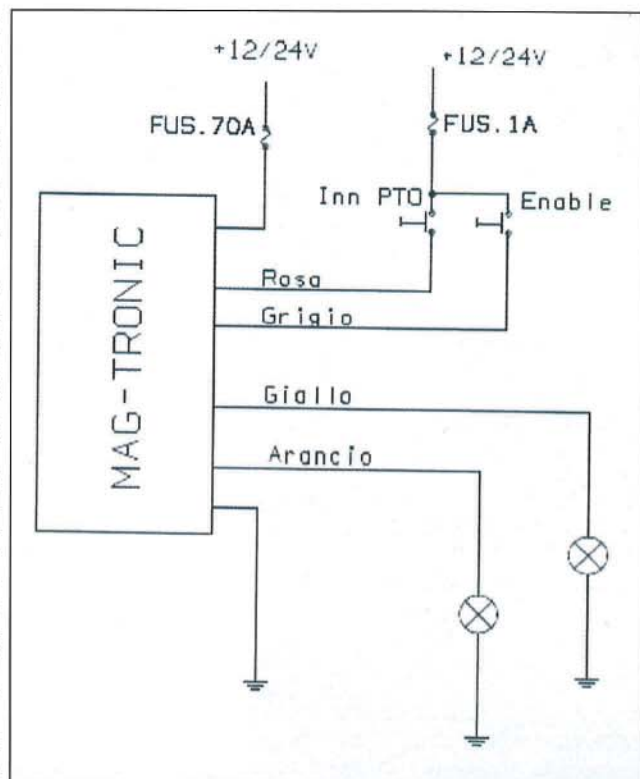 +12/24V
+12/24V
FUS.70A
FUS.1A
Inn PTO
Enable
MAG-TRONIC
Rosa
Grigio
Giallo
Arancio